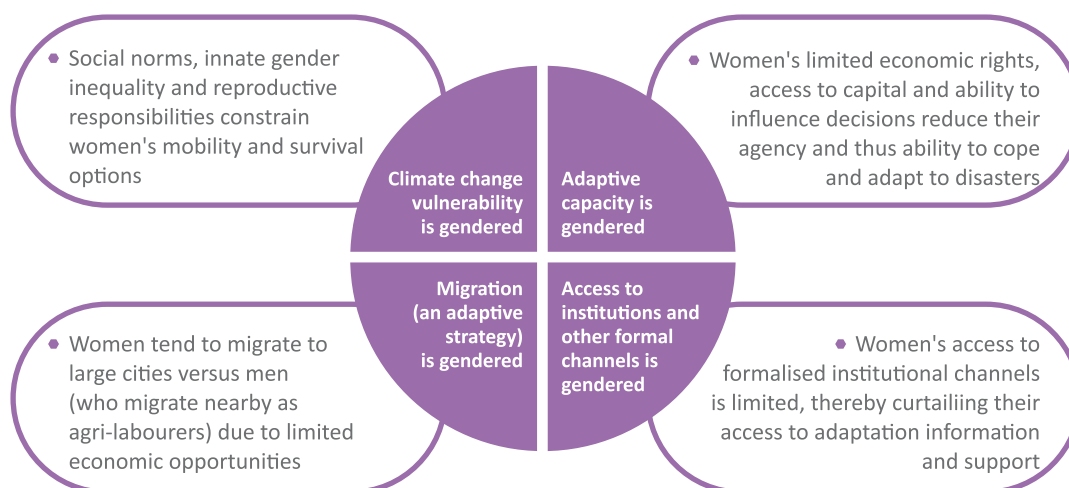 Social norms, innate gender
inequality and reproductive
responsibilities constrain
women's mobility and survival
options
Women's limited economic rights,
access to capital and ability to
influence decisions reduce their
agency and thus ability to cope
and adapt to disasters
Climate change
vulnerability
is gendered
Adaptive
capacity is
gendered
Migration
(an adaptive
strategy)
is gendered
Access to
institutions and
other formal
channels is
gendered
Women tend to migrate to
large cities versus men
(who migrate nearby as
agri-labourers) due to limited
economic opportunities
Women's access to
formalised institutional channels
is limited, thereby curtailiing their
access to adaptation information
and support